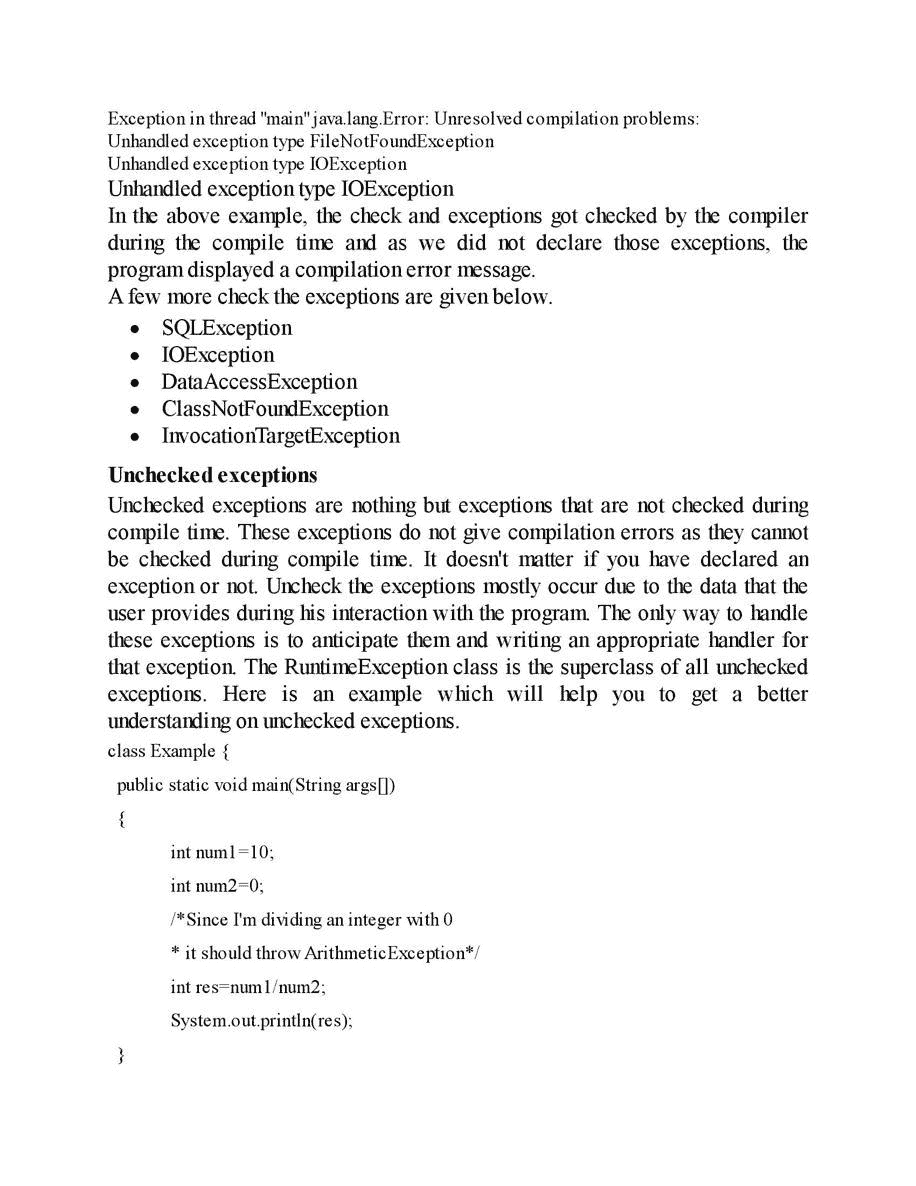 Exception in thread "main" java.lang.Error: Unresolved compilation problems:
Unhandled exception type FileNotFoundException
Unhandled exception type IOException
Unhandled exception type IOException
In the above example, the check and exceptions got checked by the compiler
during the compile time and as we did not declare those exceptions, the
program displayed a compilation error message.
A few more check the exceptions are given below.
• SQLException
• IOException
• DataAccessException
• ClassNotFoundException
• InvocationTargetException
Unchecked exceptions
Unchecked exceptions are nothing but exceptions that are not checked during
compile time. These exceptions do not give compilation errors as they cannot
be checked during compile time. It doesn't matter if you have declared an
exception or not. Uncheck the exceptions mostly occur due to the data that the
user provides during his interaction with the program. The only way to handle
these exceptions is to anticipate them and writing an appropriate handler for
that exception. The RuntimeException class is the superclass of all unchecked
exceptions. Here is an example which will help you to get a better
understanding on unchecked exceptions.
class Example {
public static void main(String args[])
{
int num1=10;
int num2=0;
/*Since I'm dividing an integer with 0
* it should throw ArithmeticException*/
int res=num1/num2;
System.out.println(res);
}